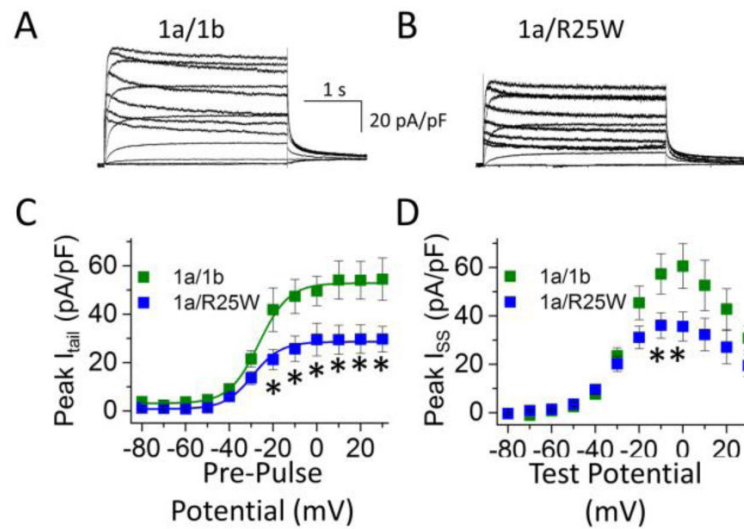 A
1a/1b
1 s
20 pA/pF
B
1a/R25W
C
Peak I_tail (pA/pF)
60
40
20
0
1a/1b
1a/R25W
* * * * * *
-80 -60 -40 -20 0 20
Pre-Pulse
Potential (mV)
D
Peak I_SS (pA/pF)
60
40
20
0
1a/1b
1a/R25W
**
-80 -60 -40 -20 0 20
Test Potential
(mV)